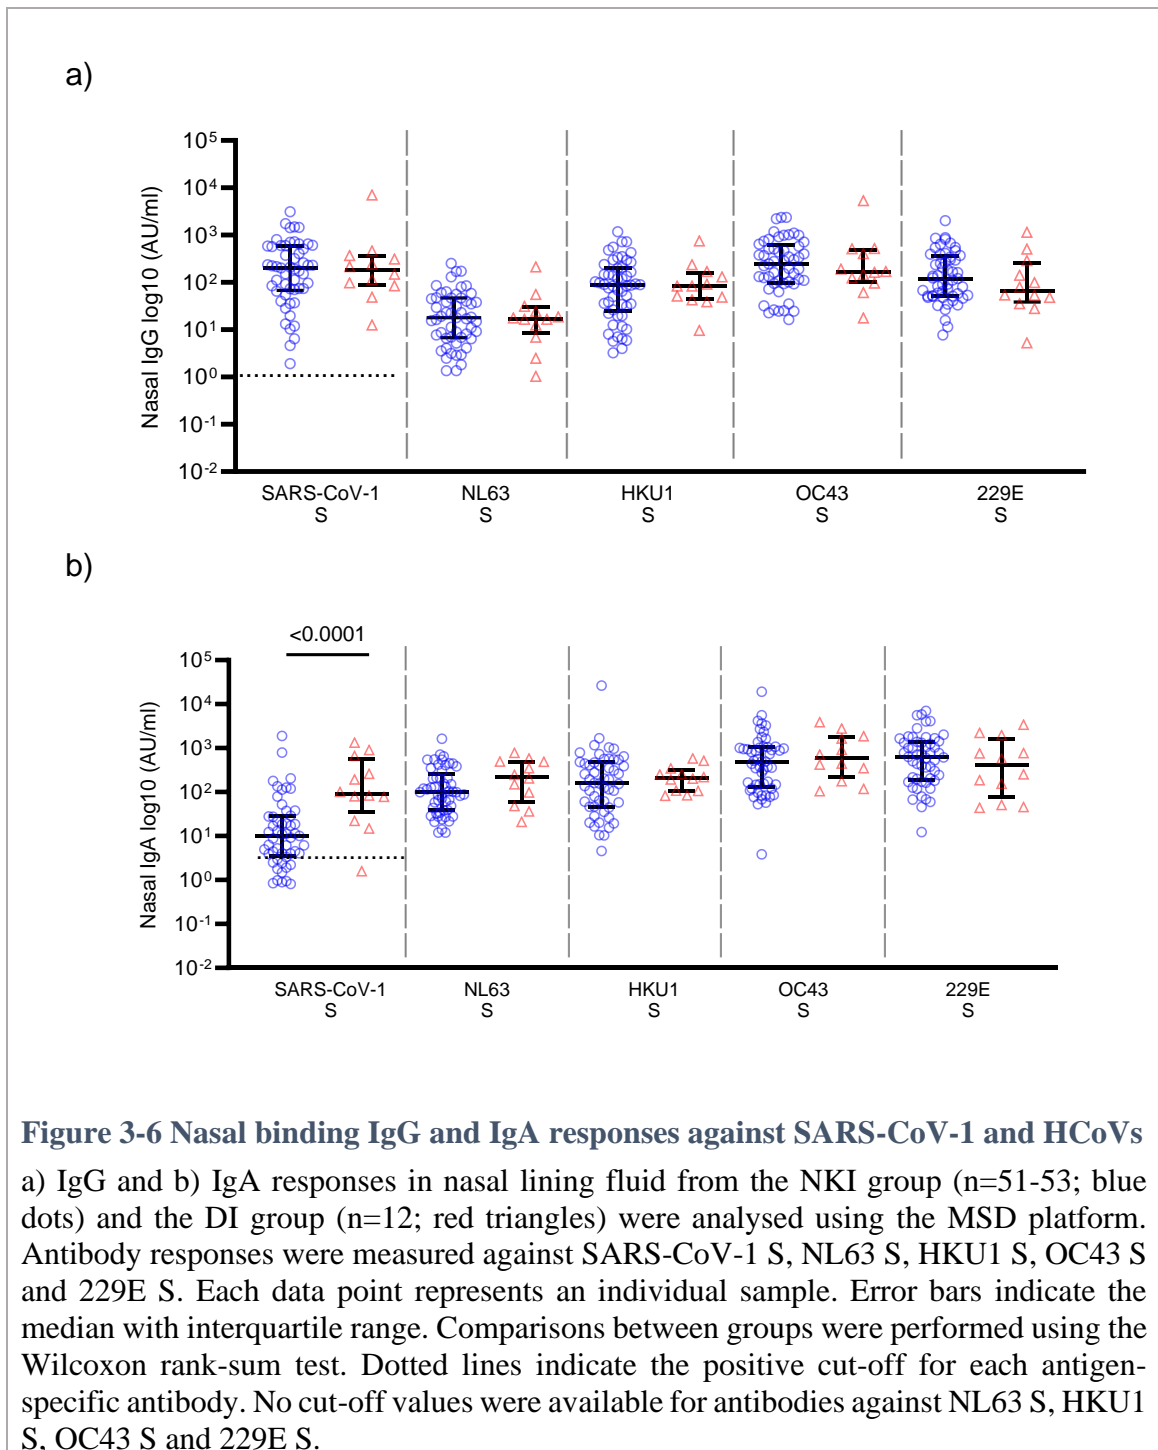 a)
Nasal IgG log10 (AU/ml)
10⁵
10⁴
10³
10²
10¹
10⁰
10⁻¹
10⁻²
SARS-CoV-1 NL63 HKU1 OC43 229E
S S S S S
b)
<0.0001
Nasal IgA log10 (AU/ml)
10⁵
10⁴
10³
10²
10¹
10⁰
10⁻¹
10⁻²
SARS-CoV-1 NL63 HKU1 OC43 229E
S S S S S
Figure 3-6 Nasal binding IgG and IgA responses against SARS-CoV-1 and HCoVs
a) IgG and b) IgA responses in nasal lining fluid from the NKI group (n=51-53; blue
dots) and the DI group (n=12; red triangles) were analysed using the MSD platform.
Antibody responses were measured against SARS-CoV-1 S, NL63 S, HKU1 S, OC43 S
and 229E S. Each data point represents an individual sample. Error bars indicate the
median with interquartile range. Comparisons between groups were performed using the
Wilcoxon rank-sum test. Dotted lines indicate the positive cut-off for each antigen-
specific antibody. No cut-off values were available for antibodies against NL63 S, HKU1
S, OC43 S and 229E S.